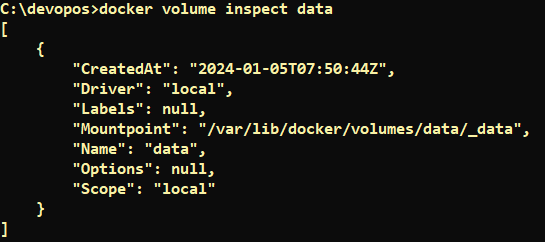 C:\devopos>docker volume inspect data
[
    {
        "CreatedAt": "2024-01-05T07:50:44Z",
        "Driver": "local",
        "Labels": null,
        "Mountpoint": "/var/lib/docker/volumes/data/_data",
        "Name": "data",
        "Options": null,
        "Scope": "local"
    }
]